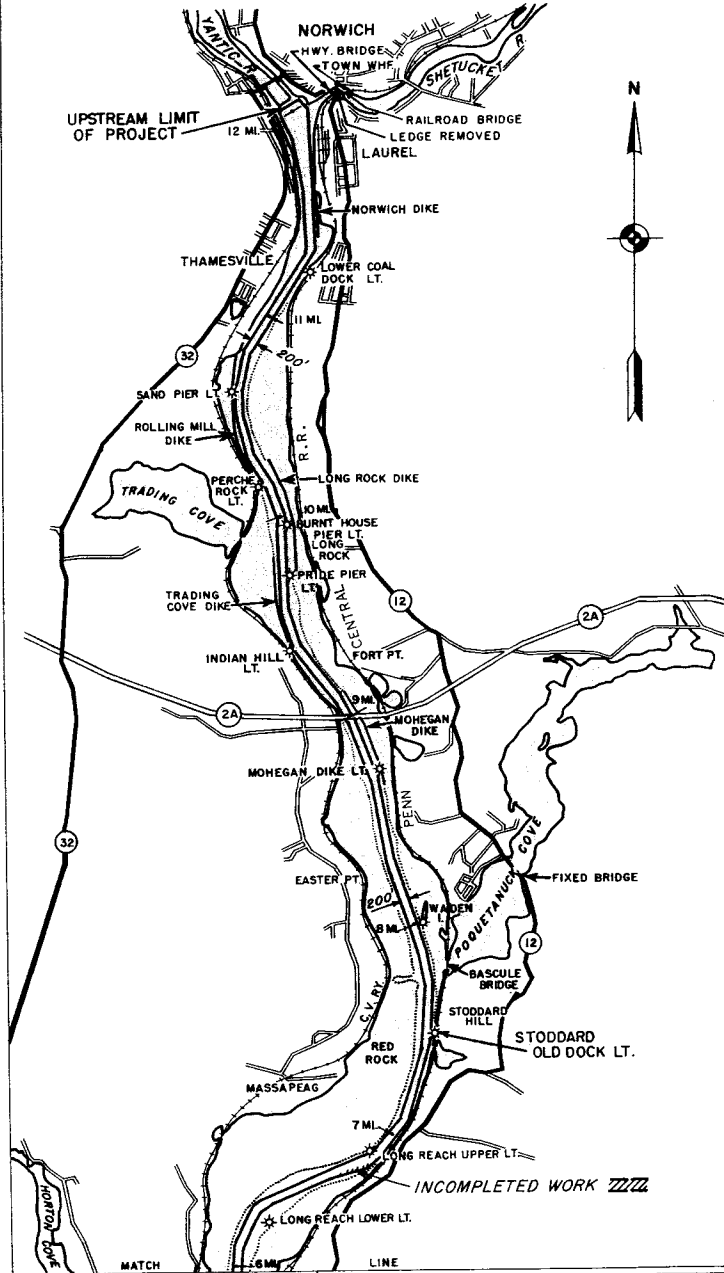 NORWICH
YANTIC R.
HWY. BRIDGE
TOWN WHF.
SHETUCKET R.
UPSTREAM LIMIT
OF PROJECT
12 MI.
RAILROAD BRIDGE
LEDGE REMOVED
LAUREL
N
NORWICH DIKE
THAMESVILLE
LOWER COAL
DOCK LT.
11 MI.
200'
32
SAND PIER LT.
ROLLING MILL
DIKE
R.R.
PERCHE
ROCK
LT.
LONG ROCK DIKE
TRADING COVE
10 MI.
BURNT HOUSE
PIER LT.
LONG
ROCK
PRIDE PIER
LT.
TRADING
COVE DIKE
CENTRAL
12
2A
INDIAN HILL
LT.
FORT PT.
9 MI.
2A
MOHEGAN
DIKE
MOHEGAN DIKE LT.
PENN
32
POQUETANUCK COVE
EASTER PT.
FIXED BRIDGE
200'
WADEN
I.
8 MI.
12
BASCULE
BRIDGE
C.V. RY.
STODDARD
HILL
STODDARD
OLD DOCK LT.
RED
ROCK
MASSAPEAG
7 MI.
LONG REACH UPPER LT.
INCOMPLETED WORK
HORTON COVE
LONG REACH LOWER LT.
6 MI.
MATCH LINE